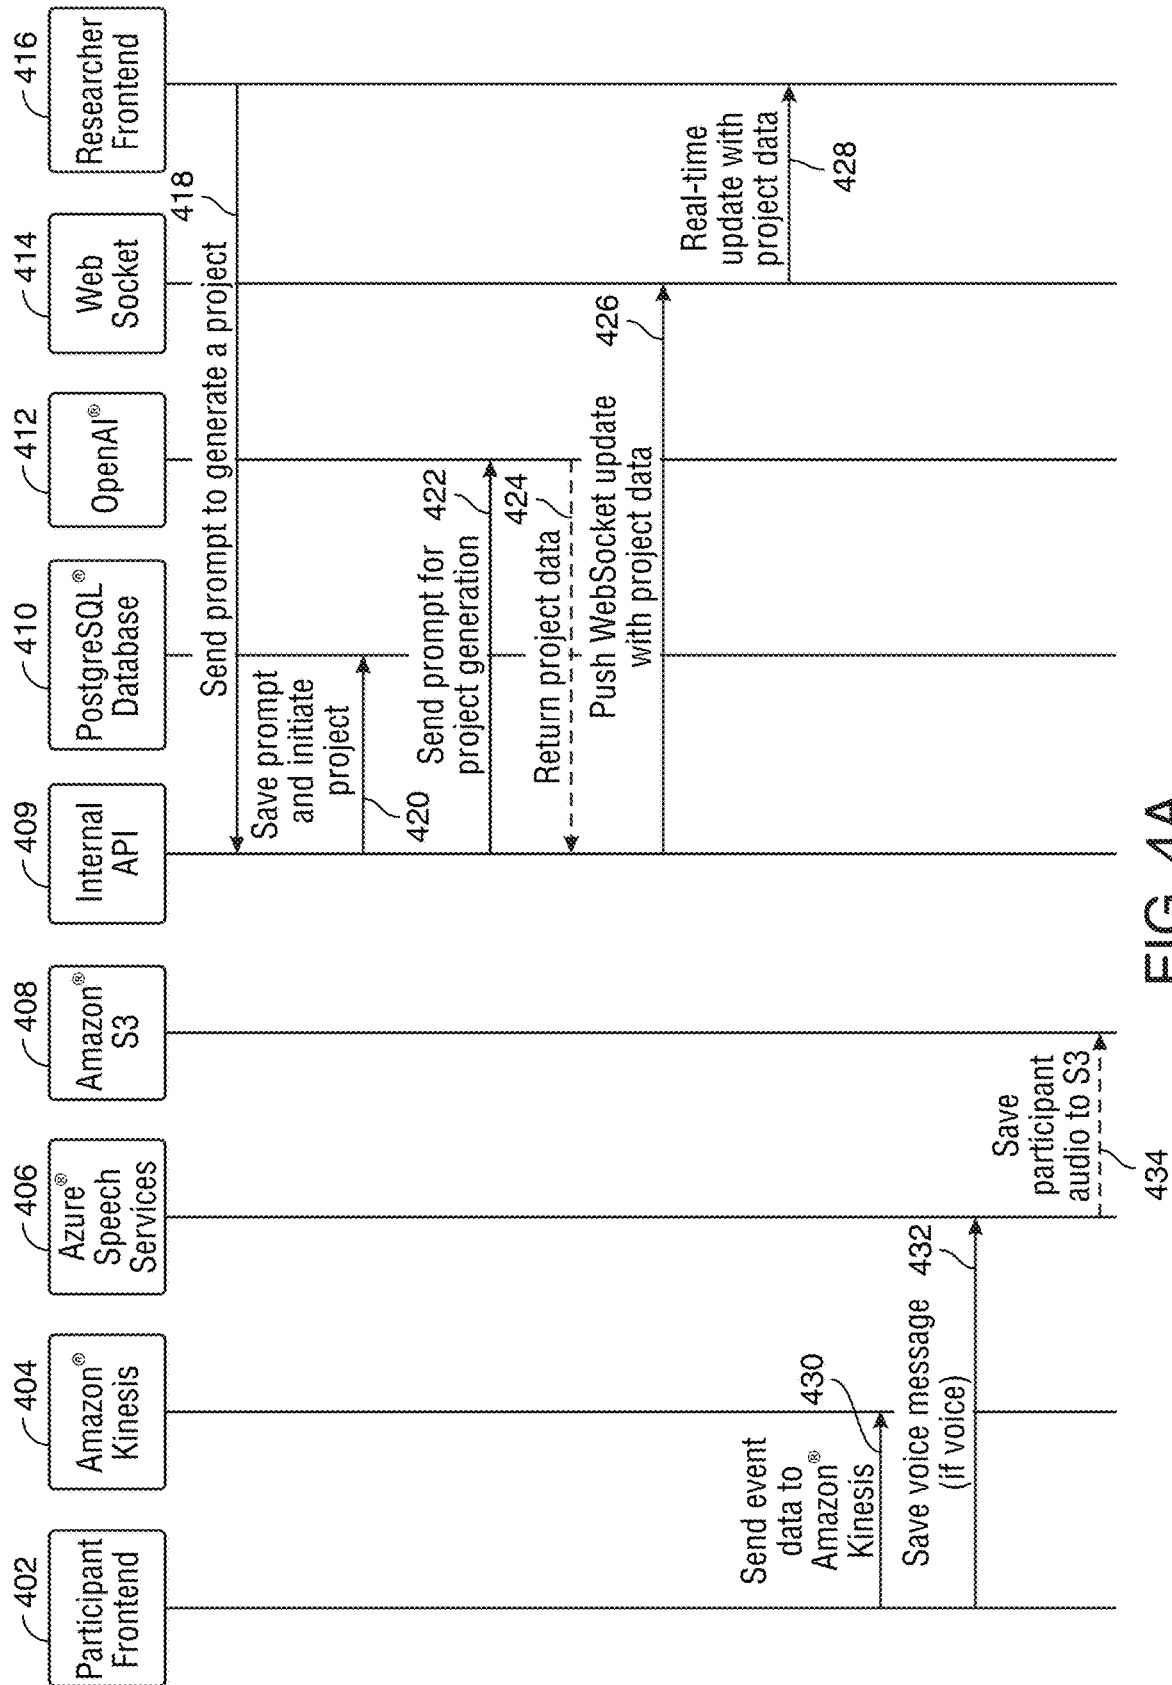 402
Participant
Frontend
404
Amazon®
Kinesis
406
Azure®
Speech
Services
408
Amazon®
S3
409
Internal
API
410
PostgreSQL®
Database
412
OpenAI®
414
Web
Socket
416
Researcher
Frontend
Send prompt to generate a project
418
Save prompt
and initiate
project
420
Send prompt for
project generation
422
Return project data
424
Push WebSocket update
with project data
426
Real-time
update with
project data
428
Send event
data to
Amazon®
Kinesis
430
Save voice message
(if voice)
432
Save
participant
audio to S3
434
FIG. 4A